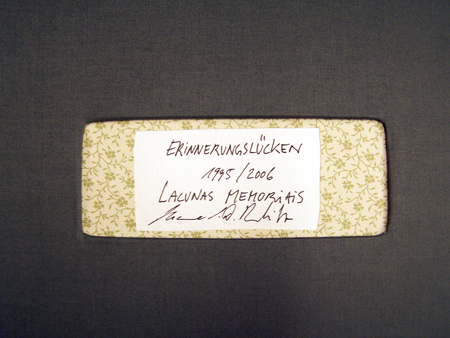 ERINNERUNGSLÜCKEN
1995/2006
LACUNAS MEMORIAIS